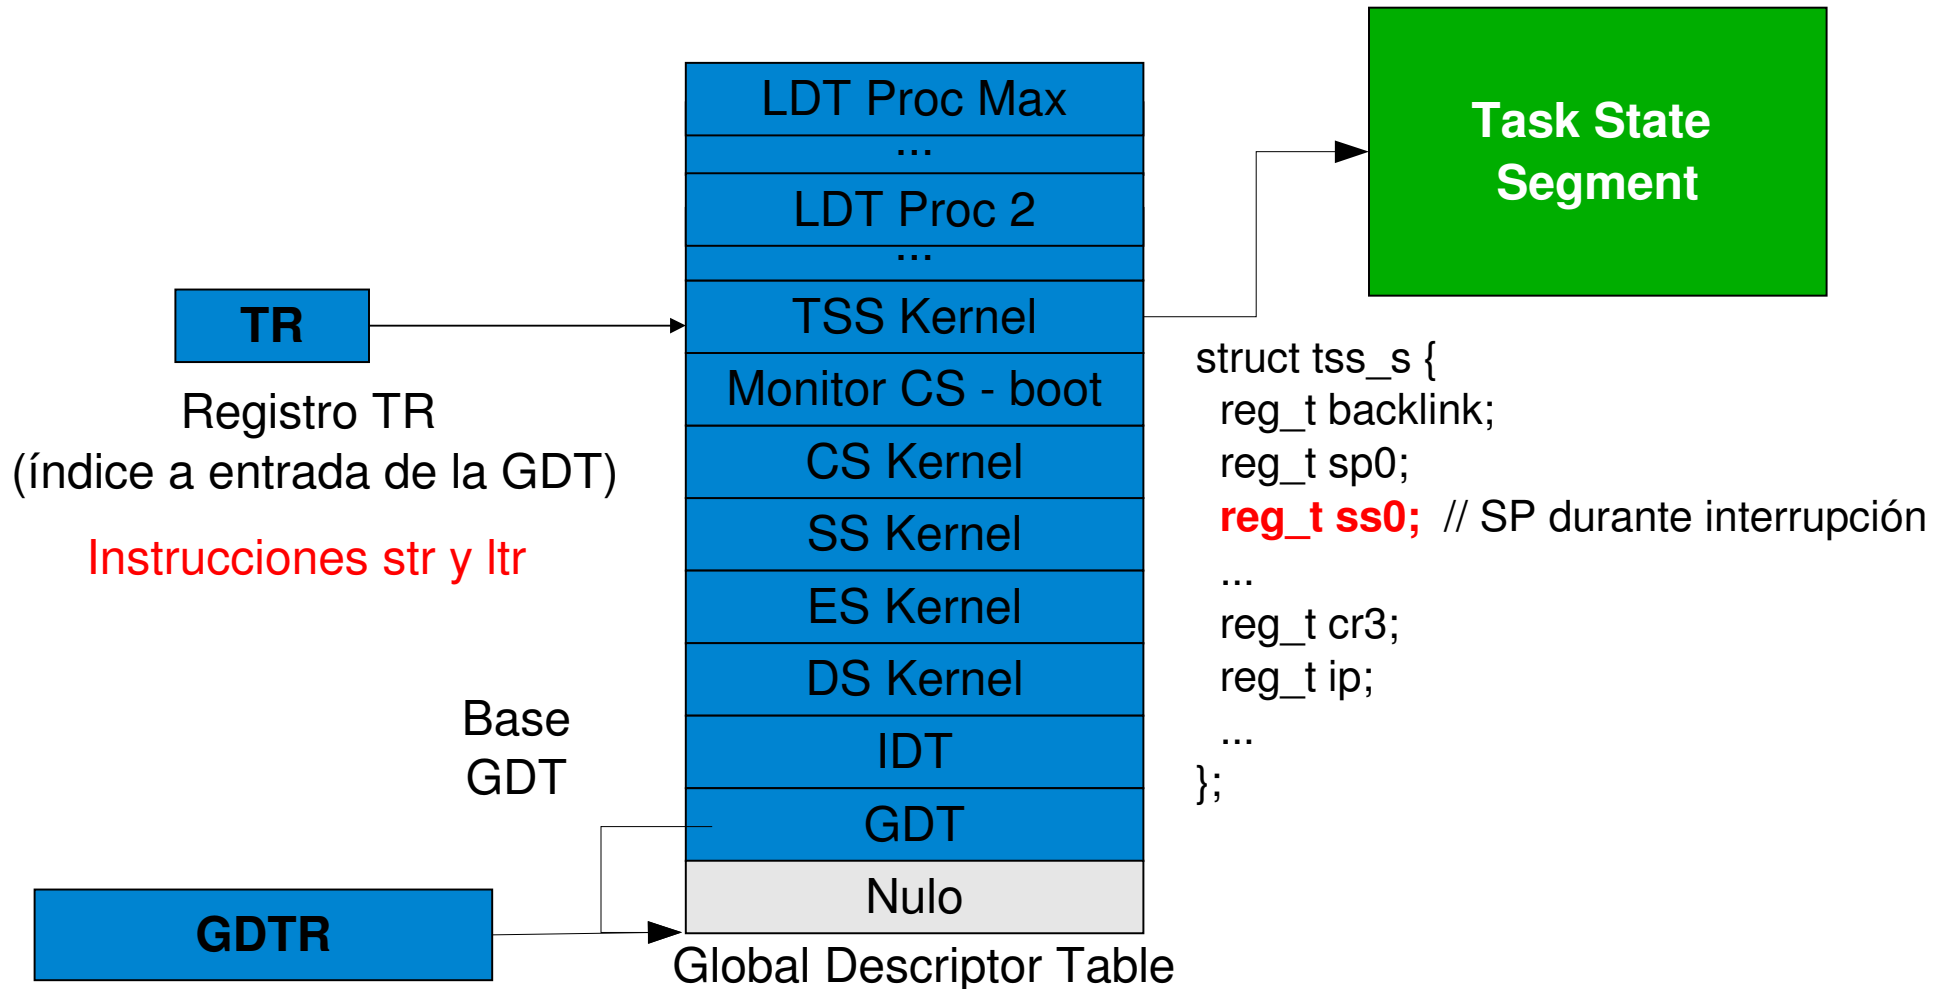 LDT Proc Max
...
LDT Proc 2
...
TSS Kernel
Monitor CS - boot
CS Kernel
SS Kernel
ES Kernel
DS Kernel
IDT
GDT
Nulo
Global Descriptor Table
TR
Registro TR
(índice a entrada de la GDT)
Instrucciones str y ltr
Base
GDT
GDTR
Task State
Segment
struct tss_s {
reg_t backlink;
reg_t sp0;
reg_t ss0; // SP durante interrupción
...
reg_t cr3;
reg_t ip;
...
};